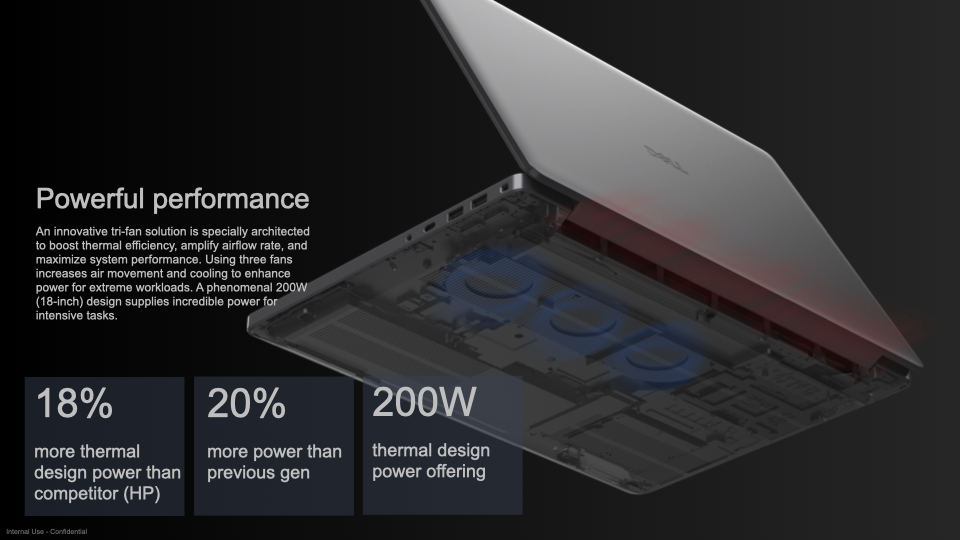 Powerful performance
An innovative tri-fan solution is specially architected
to boost thermal efficiency, amplify airflow rate, and
maximize system performance. Using three fans
increases air movement and cooling to enhance
power for extreme workloads. A phenomenal 200W
(18-inch) design supplies incredible power for
intensive tasks.
18%
more thermal
design power than
competitor (HP)
20%
more power than
previous gen
200W
thermal design
power offering
Internal Use - Confidential